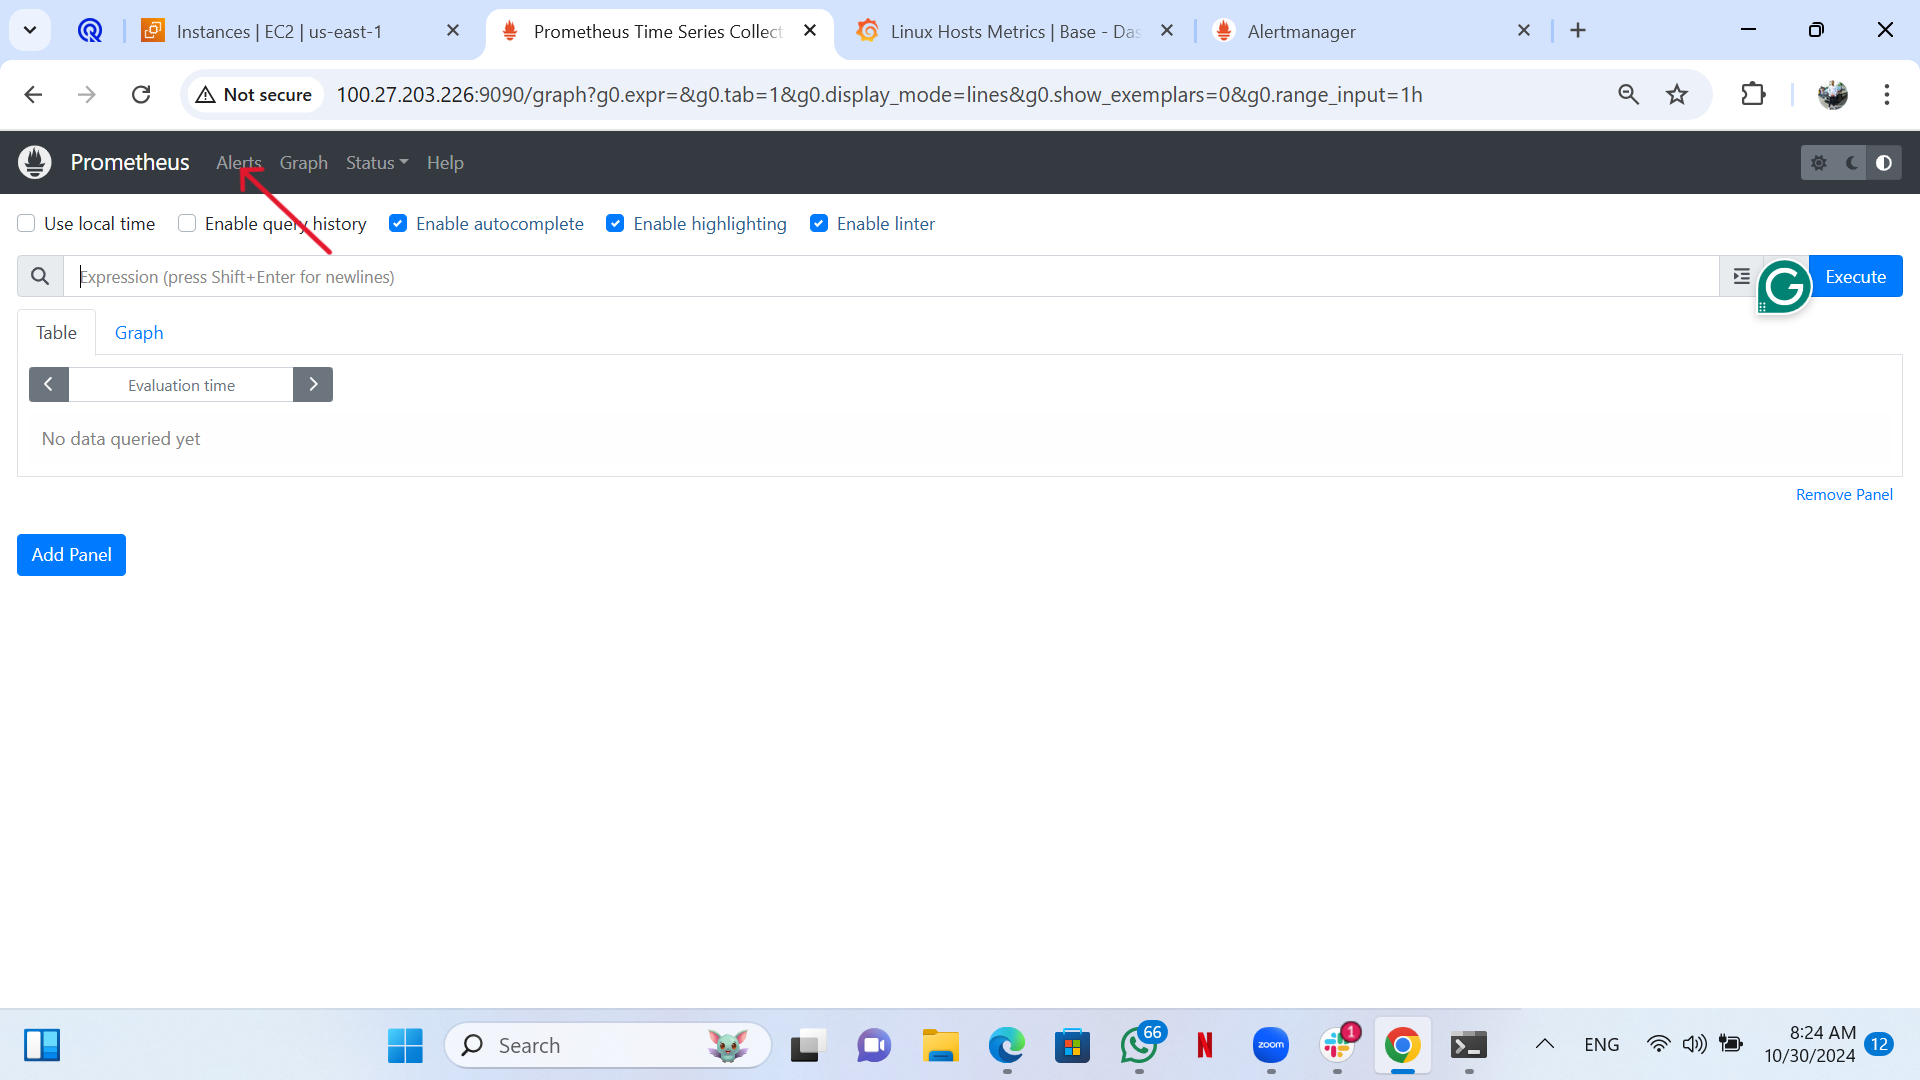 Instances | EC2 | us-east-1
Prometheus Time Series Collect
Linux Hosts Metrics | Base - Das
Alertmanager
Not secure
100.27.203.226:9090/graph?g0.expr=&g0.tab=1&g0.display_mode=lines&g0.show_exemplars=0&g0.range_input=1h
Prometheus Alerts Graph Status Help
Use local time Enable query history Enable autocomplete Enable highlighting Enable linter
Expression (press Shift+Enter for newlines)
Execute
Table Graph
Evaluation time
No data queried yet
Remove Panel
Add Panel
Search
66
N
zoom
1
ENG
8:24 AM
10/30/2024
12